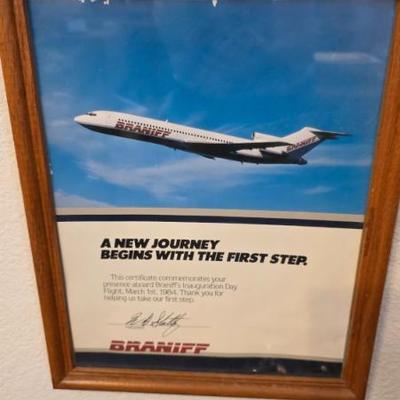 BRANIFF
A NEW JOURNEY
BEGINS WITH THE FIRST STEP.
This certificate commemorates your
presence aboard Braniff's Inauguration Day
Flight, March 1st, 1984. Thank you for
helping us take our first step.
BRANIFF